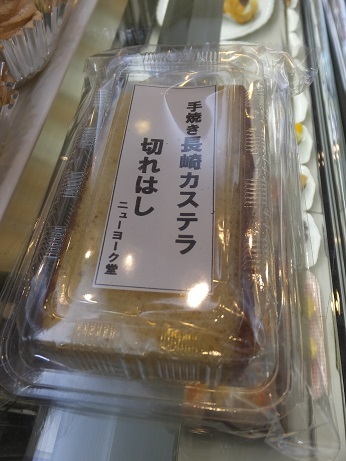 手焼き長崎カステラ
切れはし
ニューヨーク堂